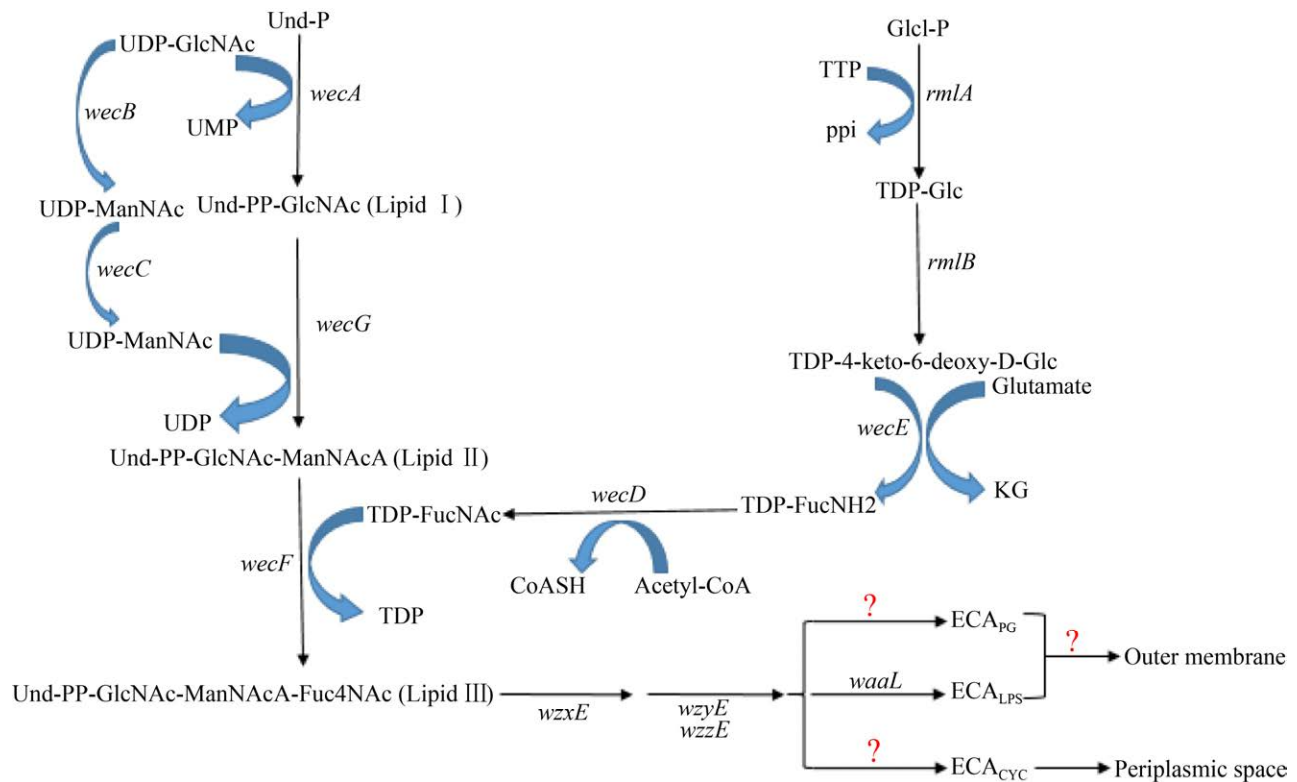 Und-P
UDP-GlcNAc
wecA
wecB
UMP
UDP-ManNAc
Und-PP-GlcNAc (Lipid Ⅰ)
wecC
wecG
UDP-ManNAc
UDP
Und-PP-GlcNAc-ManNAcA (Lipid Ⅱ)
wecF
TDP-FucNAc
TDP
Und-PP-GlcNAc-ManNAcA-Fuc4NAc (Lipid Ⅲ)
Glcl-P
TTP
rmlA
ppi
TDP-Glc
rmlB
TDP-4-keto-6-deoxy-D-Glc
Glutamate
wecE
KG
TDP-FucNH2
wecD
CoASH
Acetyl-CoA
wzxE
wzyE
wzzE
?
ECAPG
waaL
ECALPS
?
Outer membrane
?
ECACYC
Periplasmic space